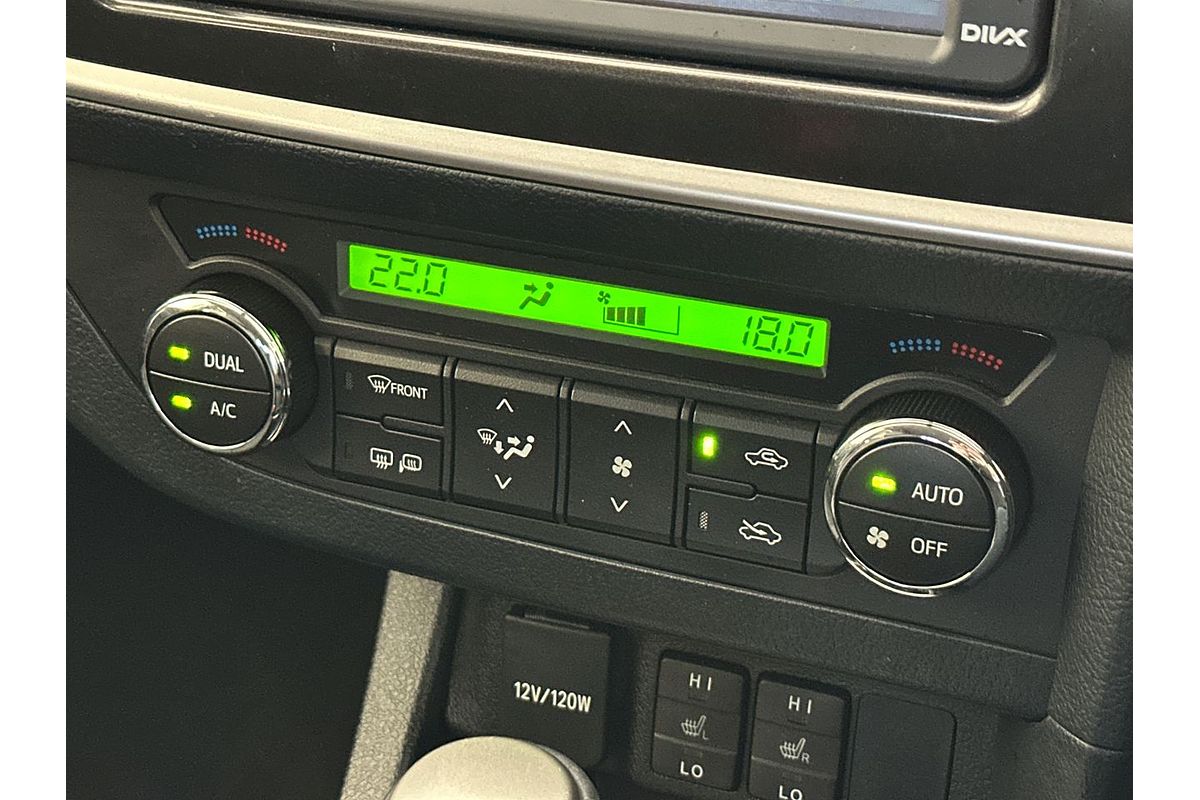 DIVX
22.0
18.0
DUAL
A/C
FRONT
AUTO
OFF
12V/120W
HI
L
LO
HI
R
LO